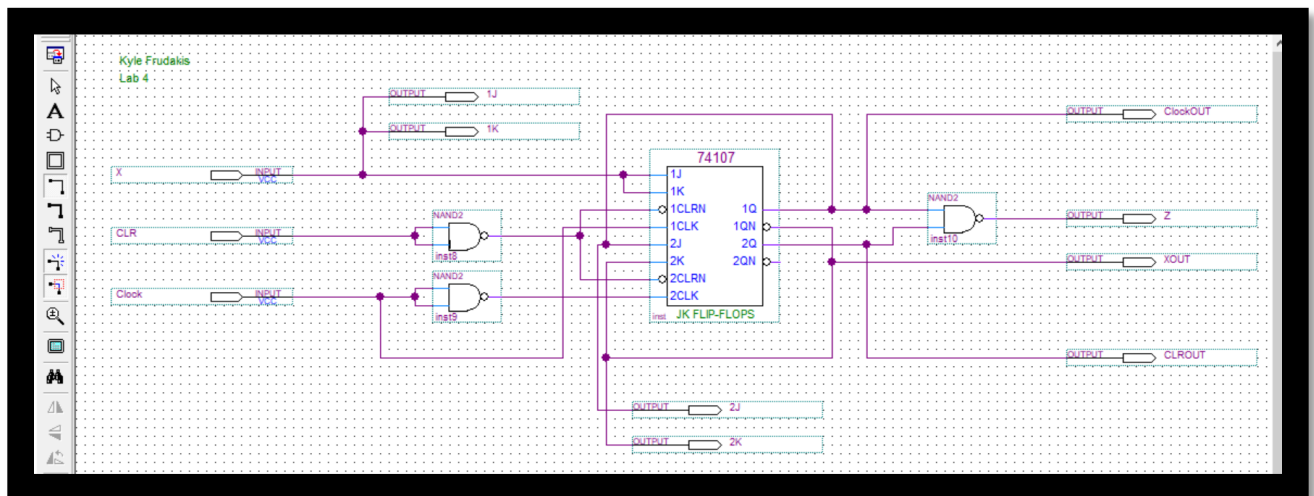 Kyle Frudakis
Lab 4
OUTPUT 1J
OUTPUT 1K
OUTPUT ClookOUT
X INPUT VCC
74107
1J
1K
1CLRN 1Q
1CLK 1QN
2J 2Q
2K 2QN
2CLRN
2CLK
inst JK FLIP-FLOPS
NAND2
inst10
OUTPUT Z
CLR INPUT VCC
NAND2
inst8
OUTPUT XOUT
Clock INPUT VCC
NAND2
inst9
OUTPUT CLROUT
OUTPUT 2J
OUTPUT 2K
A